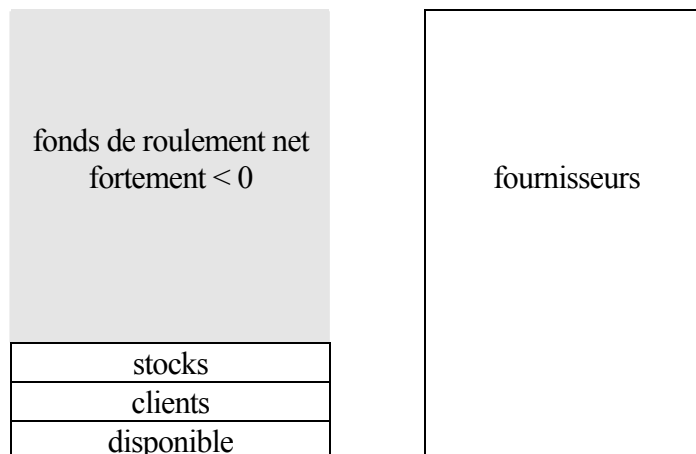 fonds de roulement net
fortement < 0
fournisseurs
stocks
clients
disponible